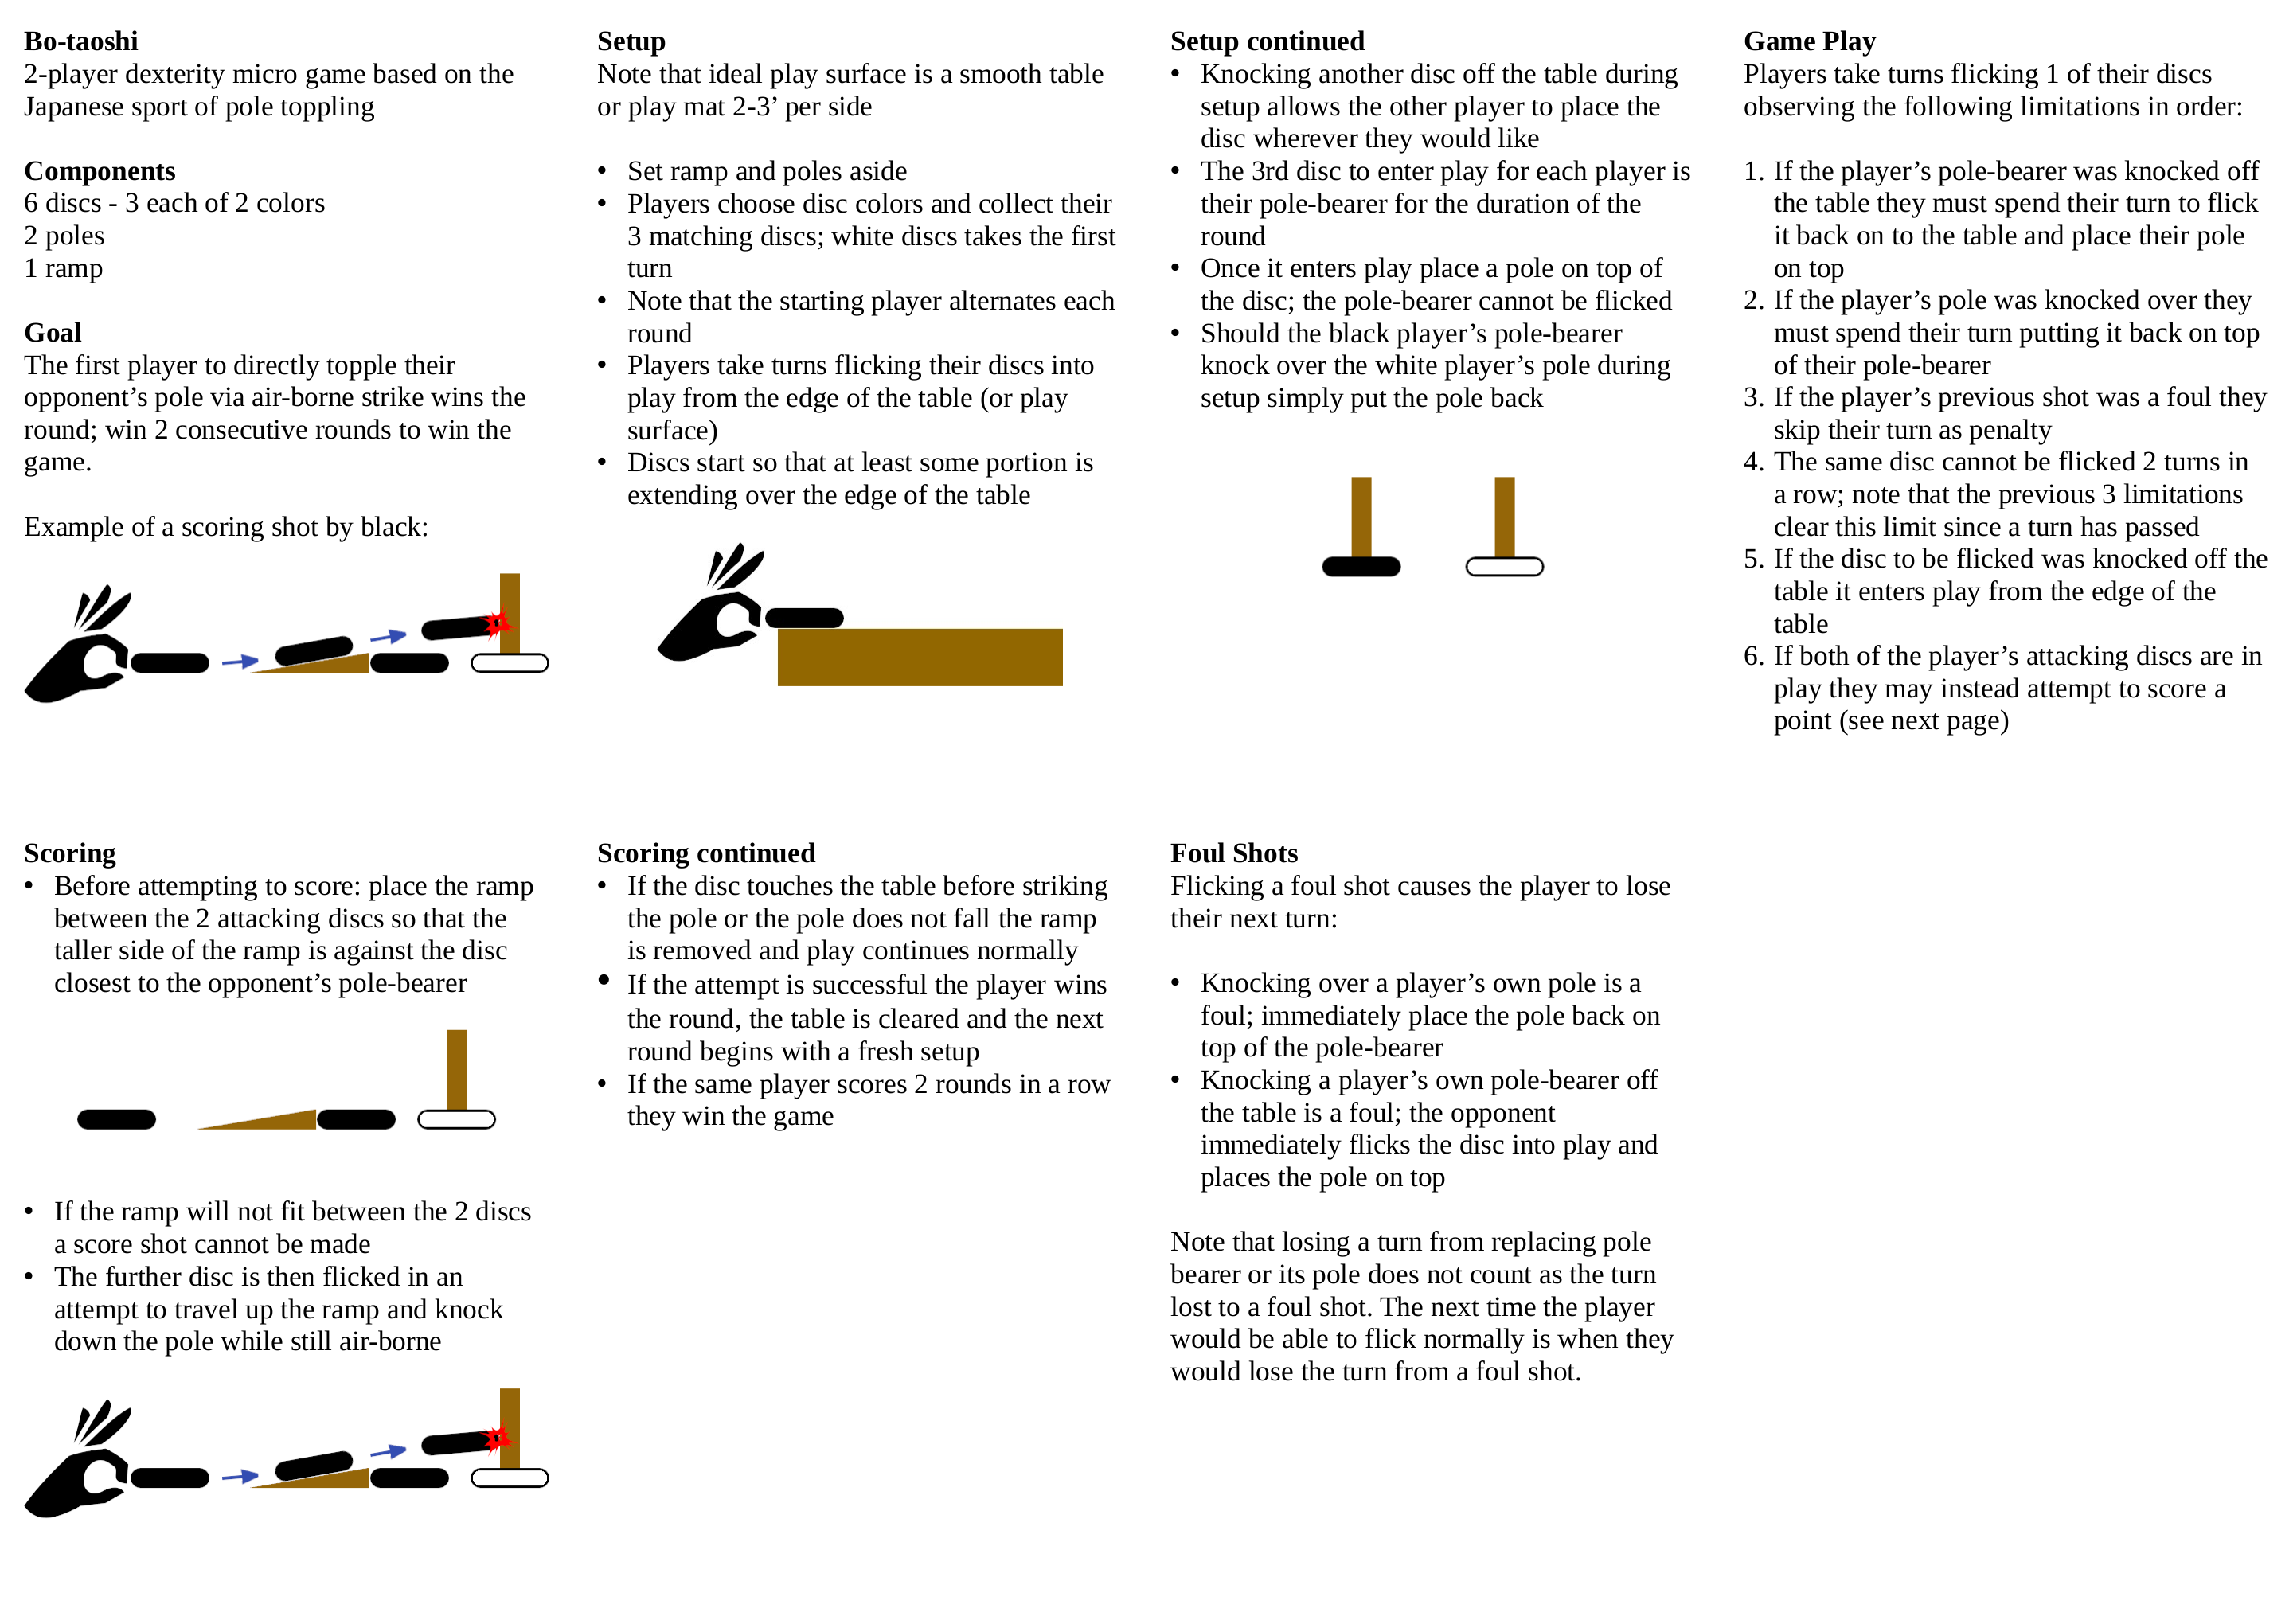 Bo-taoshi
2-player dexterity micro game based on the
Japanese sport of pole toppling
Components
6 discs - 3 each of 2 colors
2 poles
1 ramp
Goal
The first player to directly topple their
opponent’s pole via air-borne strike wins the
round; win 2 consecutive rounds to win the
game.
Example of a scoring shot by black:
Setup
Note that ideal play surface is a smooth table
or play mat 2-3’ per side
• Set ramp and poles aside
• Players choose disc colors and collect their
3 matching discs; white discs takes the first
turn
• Note that the starting player alternates each
round
• Players take turns flicking their discs into
play from the edge of the table (or play
surface)
• Discs start so that at least some portion is
extending over the edge of the table
Setup continued
• Knocking another disc off the table during
setup allows the other player to place the
disc wherever they would like
• The 3rd disc to enter play for each player is
their pole-bearer for the duration of the
round
• Once it enters play place a pole on top of
the disc; the pole-bearer cannot be flicked
• Should the black player’s pole-bearer
knock over the white player’s pole during
setup simply put the pole back
Game Play
Players take turns flicking 1 of their discs
observing the following limitations in order:
1. If the player’s pole-bearer was knocked off
the table they must spend their turn to flick
it back on to the table and place their pole
on top
2. If the player’s pole was knocked over they
must spend their turn putting it back on top
of their pole-bearer
3. If the player’s previous shot was a foul they
skip their turn as penalty
4. The same disc cannot be flicked 2 turns in
a row; note that the previous 3 limitations
clear this limit since a turn has passed
5. If the disc to be flicked was knocked off the
table it enters play from the edge of the
table
6. If both of the player’s attacking discs are in
play they may instead attempt to score a
point (see next page)
Scoring
• Before attempting to score: place the ramp
between the 2 attacking discs so that the
taller side of the ramp is against the disc
closest to the opponent’s pole-bearer
• If the ramp will not fit between the 2 discs
a score shot cannot be made
• The further disc is then flicked in an
attempt to travel up the ramp and knock
down the pole while still air-borne
Scoring continued
• If the disc touches the table before striking
the pole or the pole does not fall the ramp
is removed and play continues normally
• If the attempt is successful the player wins
the round, the table is cleared and the next
round begins with a fresh setup
• If the same player scores 2 rounds in a row
they win the game
Foul Shots
Flicking a foul shot causes the player to lose
their next turn:
• Knocking over a player’s own pole is a
foul; immediately place the pole back on
top of the pole-bearer
• Knocking a player’s own pole-bearer off
the table is a foul; the opponent
immediately flicks the disc into play and
places the pole on top
Note that losing a turn from replacing pole
bearer or its pole does not count as the turn
lost to a foul shot. The next time the player
would be able to flick normally is when they
would lose the turn from a foul shot.